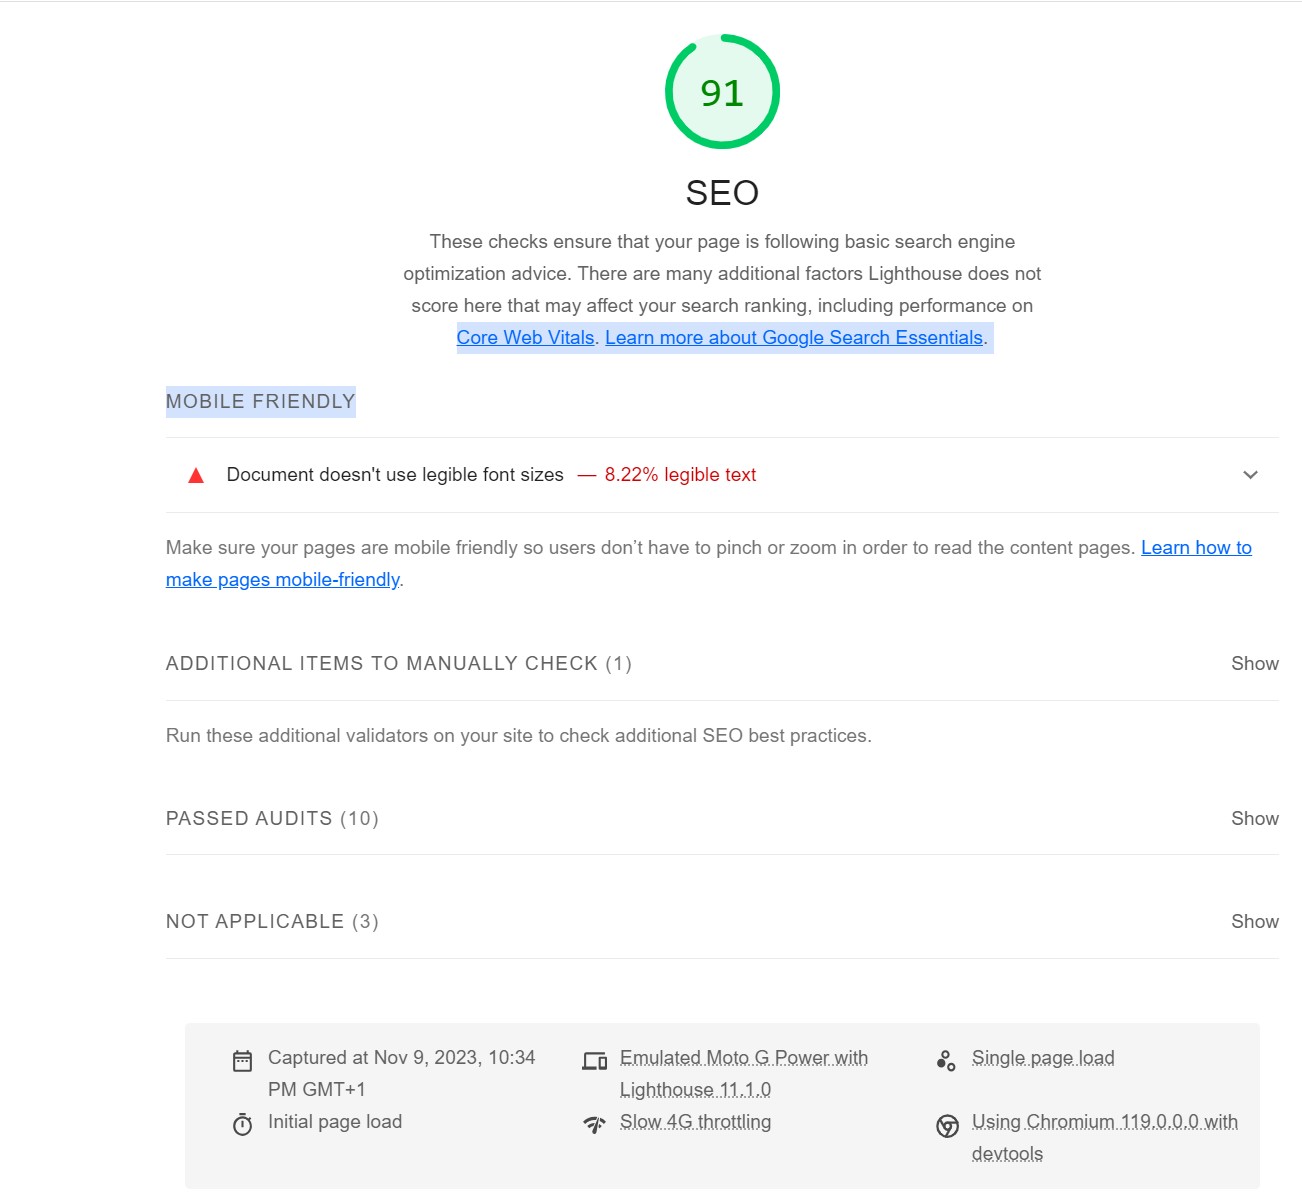 91
SEO
These checks ensure that your page is following basic search engine
optimization advice. There are many additional factors Lighthouse does not
score here that may affect your search ranking, including performance on
Core Web Vitals. Learn more about Google Search Essentials.
MOBILE FRIENDLY
Document doesn't use legible font sizes — 8.22% legible text
Make sure your pages are mobile friendly so users don’t have to pinch or zoom in order to read the content pages. Learn how to
make pages mobile-friendly.
ADDITIONAL ITEMS TO MANUALLY CHECK (1) Show
Run these additional validators on your site to check additional SEO best practices.
PASSED AUDITS (10) Show
NOT APPLICABLE (3) Show
Captured at Nov 9, 2023, 10:34
PM GMT+1
Initial page load
Emulated Moto G Power with
Lighthouse 11.1.0
Slow 4G throttling
Single page load
Using Chromium 119.0.0.0 with
devtools